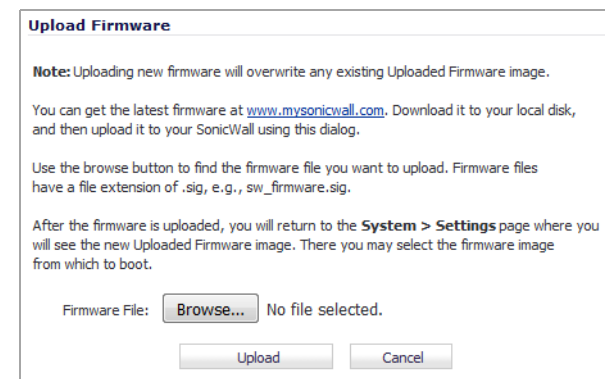 Upload Firmware
Note: Uploading new firmware will overwrite any existing Uploaded Firmware image.
You can get the latest firmware at www.mysonicwall.com. Download it to your local disk,
and then upload it to your SonicWall using this dialog.
Use the browse button to find the firmware file you want to upload. Firmware files
have a file extension of .sig, e.g., sw_firmware.sig.
After the firmware is uploaded, you will return to the System > Settings page where you
will see the new Uploaded Firmware image. There you may select the firmware image
from which to boot.
Firmware File: Browse... No file selected.
Upload Cancel